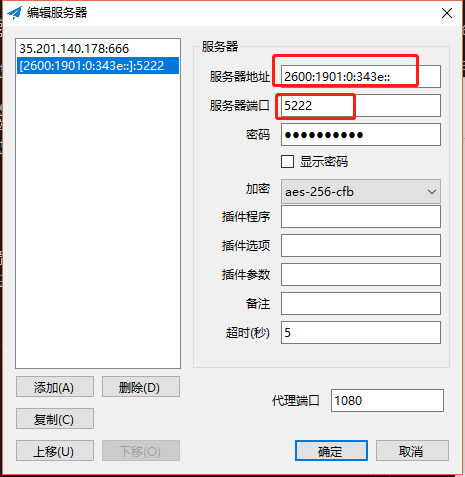 编辑服务器
35.201.140.178:666
[2600:1901:0:343e::]:5222
服务器
服务器地址 2600:1901:0:343e::
服务器端口 5222
密码 ●●●●●●●●●●
显示密码
加密 aes-256-cfb
插件程序
插件选项
插件参数
备注
超时(秒) 5
添加(A) 删除(D)
复制(C)
代理端口 1080
上移(U) 下移(O)
确定 取消